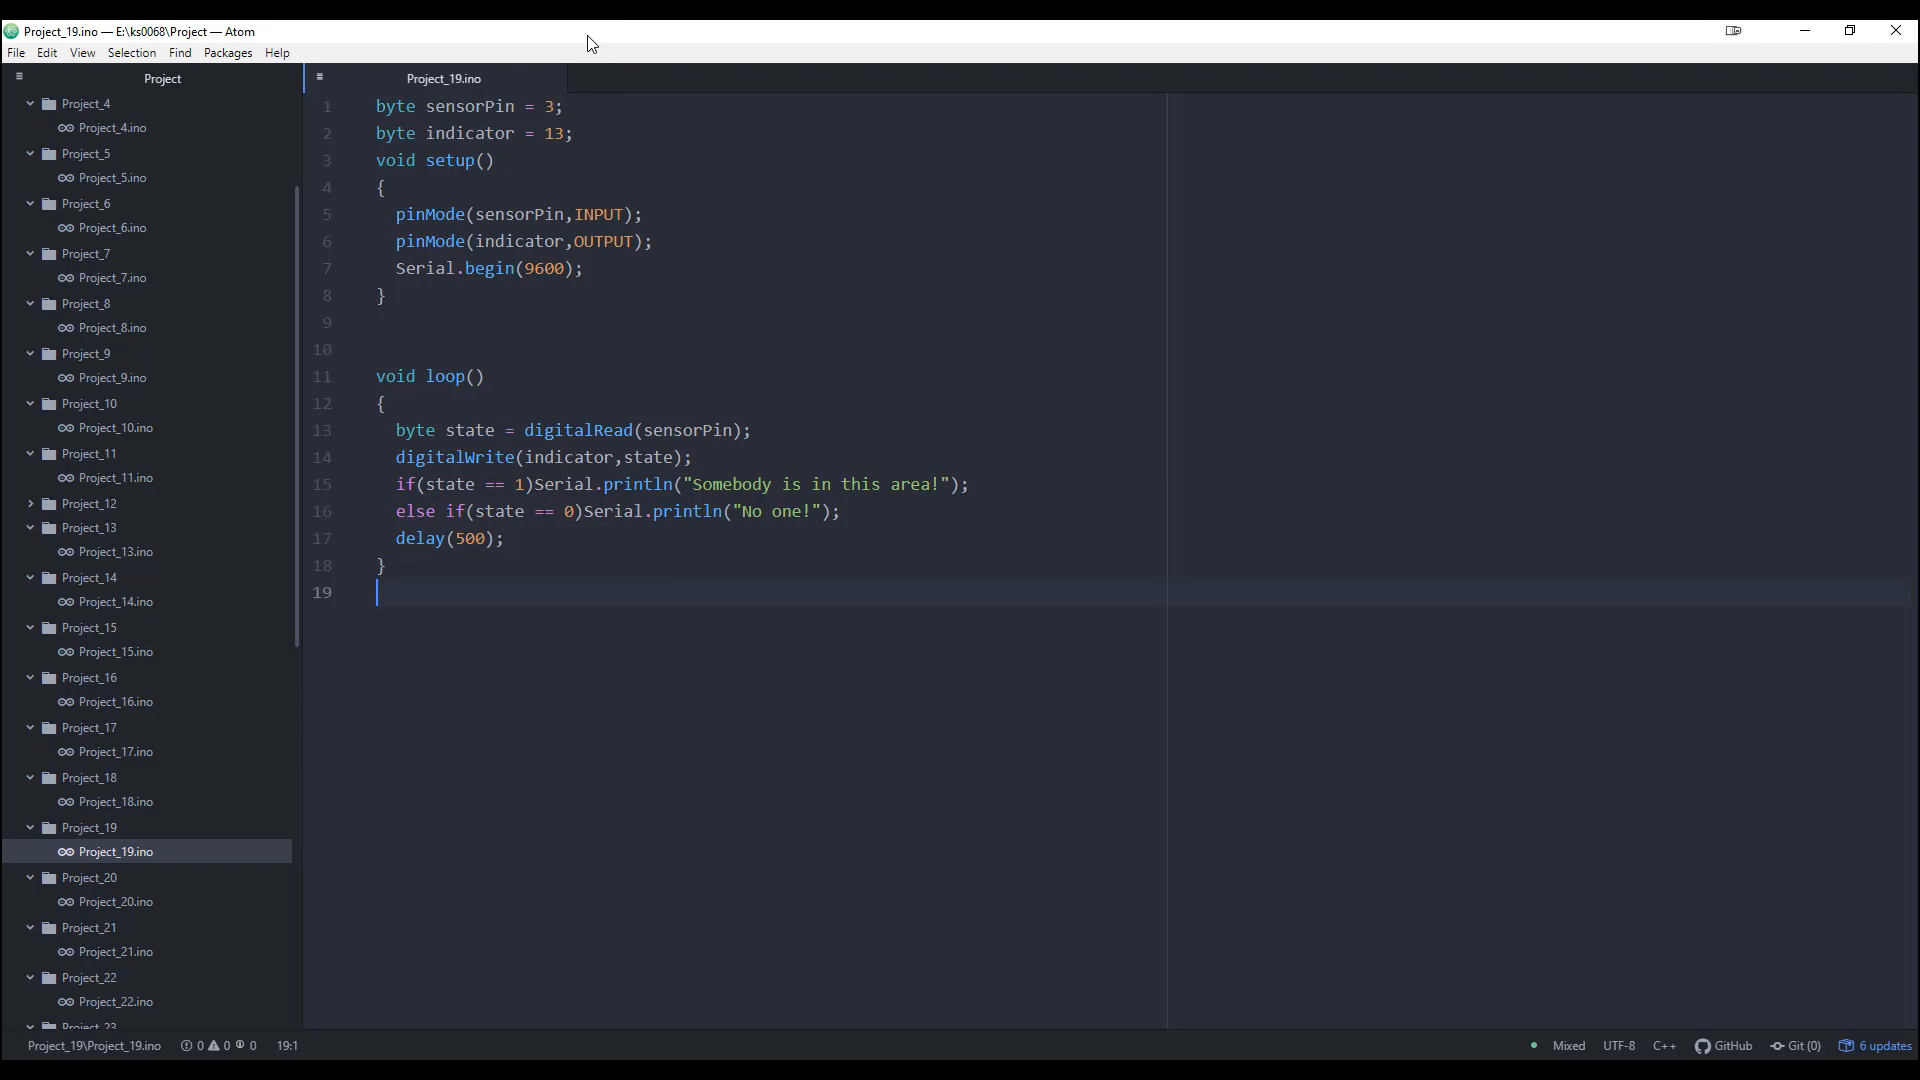 Project_19.ino — E:\ks0068\Project — Atom
File Edit View Selection Find Packages Help
Project
Project_4
Project_4.ino
Project_5
Project_5.ino
Project_6
Project_6.ino
Project_7
Project_7.ino
Project_8
Project_8.ino
Project_9
Project_9.ino
Project_10
Project_10.ino
Project_11
Project_11.ino
Project_12
Project_13
Project_13.ino
Project_14
Project_14.ino
Project_15
Project_15.ino
Project_16
Project_16.ino
Project_17
Project_17.ino
Project_18
Project_18.ino
Project_19
Project_19.ino
Project_20
Project_20.ino
Project_21
Project_21.ino
Project_22
Project_22.ino
Project_23
Project_19.ino
1 byte sensorPin = 3;
2 byte indicator = 13;
3 void setup()
4 {
5 pinMode(sensorPin,INPUT);
6 pinMode(indicator,OUTPUT);
7 Serial.begin(9600);
8 }
9
10
11 void loop()
12 {
13 byte state = digitalRead(sensorPin);
14 digitalWrite(indicator,state);
15 if(state == 1)Serial.println("Somebody is in this area!");
16 else if(state == 0)Serial.println("No one!");
17 delay(500);
18 }
19
Project_19\Project_19.ino 0 0 0 19:1 Mixed UTF-8 C++ GitHub Git (0) 6 updates